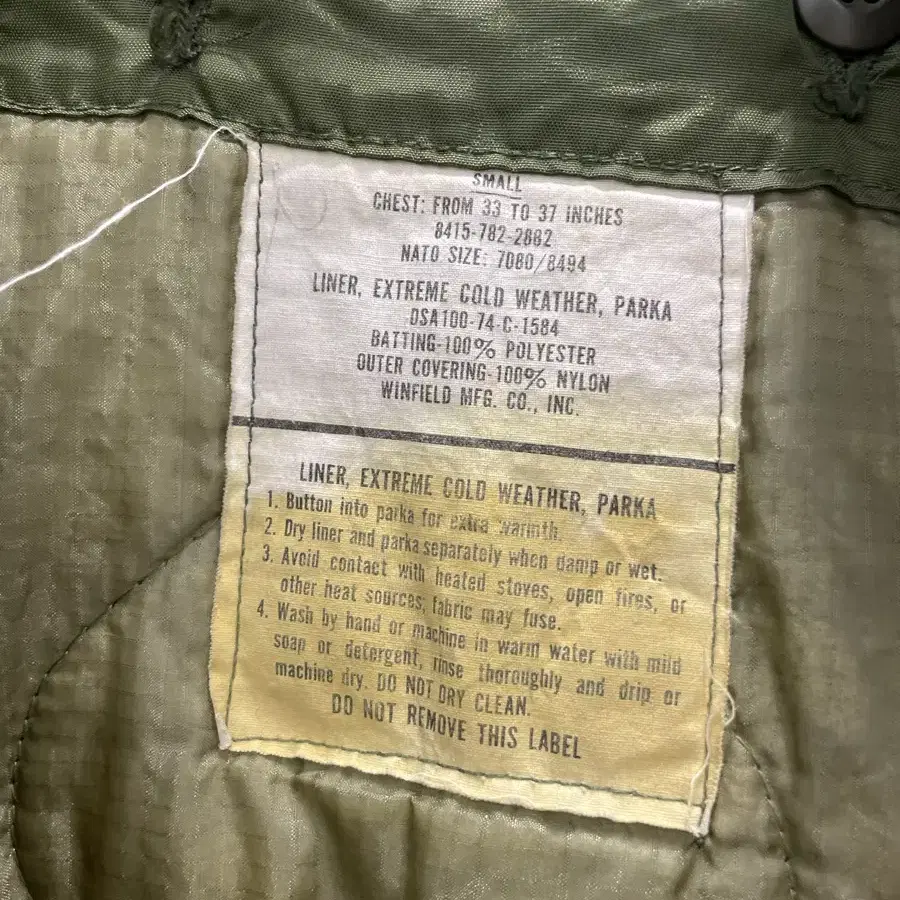 SMALL
CHEST: FROM 33 TO 37 INCHES
8415-782-2882
NATO SIZE: 7080/8494
LINER, EXTREME COLD WEATHER, PARKA
DSA100-74-C-1584
BATTING-100% POLYESTER
OUTER COVERING-100% NYLON
WINFIELD MFG. CO., INC.
LINER, EXTREME COLD WEATHER, PARKA
1. Button into parka for extra warmth.
2. Dry liner and parka separately when damp or wet.
3. Avoid contact with heated stoves, open fires, or
other heat sources, fabric may fuse.
4. Wash by hand or machine in warm water with mild
soap or detergent, rinse thoroughly and drip or
machine dry. DO NOT DRY CLEAN.
DO NOT REMOVE THIS LABEL